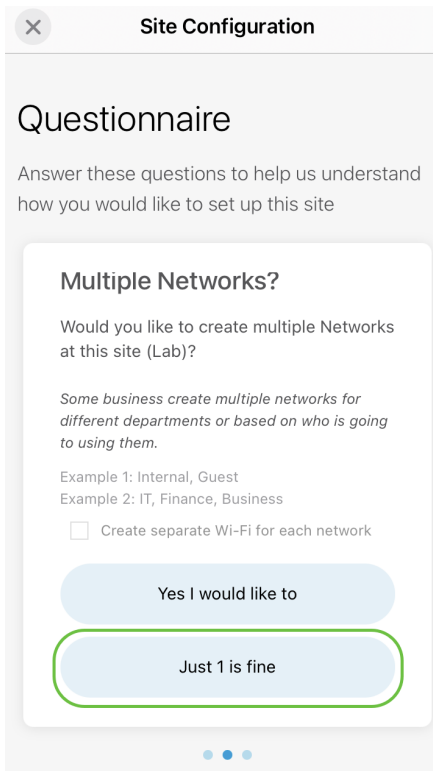 Site Configuration
Questionnaire
Answer these questions to help us understand
how you would like to set up this site
Multiple Networks?
Would you like to create multiple Networks
at this site (Lab)?
Some business create multiple networks for
different departments or based on who is going
to using them.
Example 1: Internal, Guest
Example 2: IT, Finance, Business
Create separate Wi-Fi for each network
Yes I would like to
Just 1 is fine